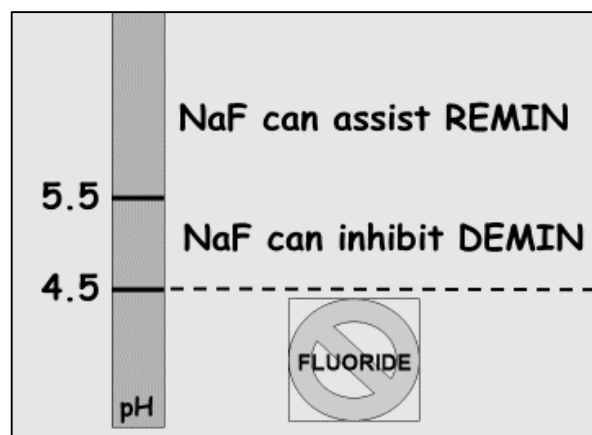 NaF can assist REMIN
5.5
NaF can inhibit DEMIN
4.5
FLUORIDE
pH